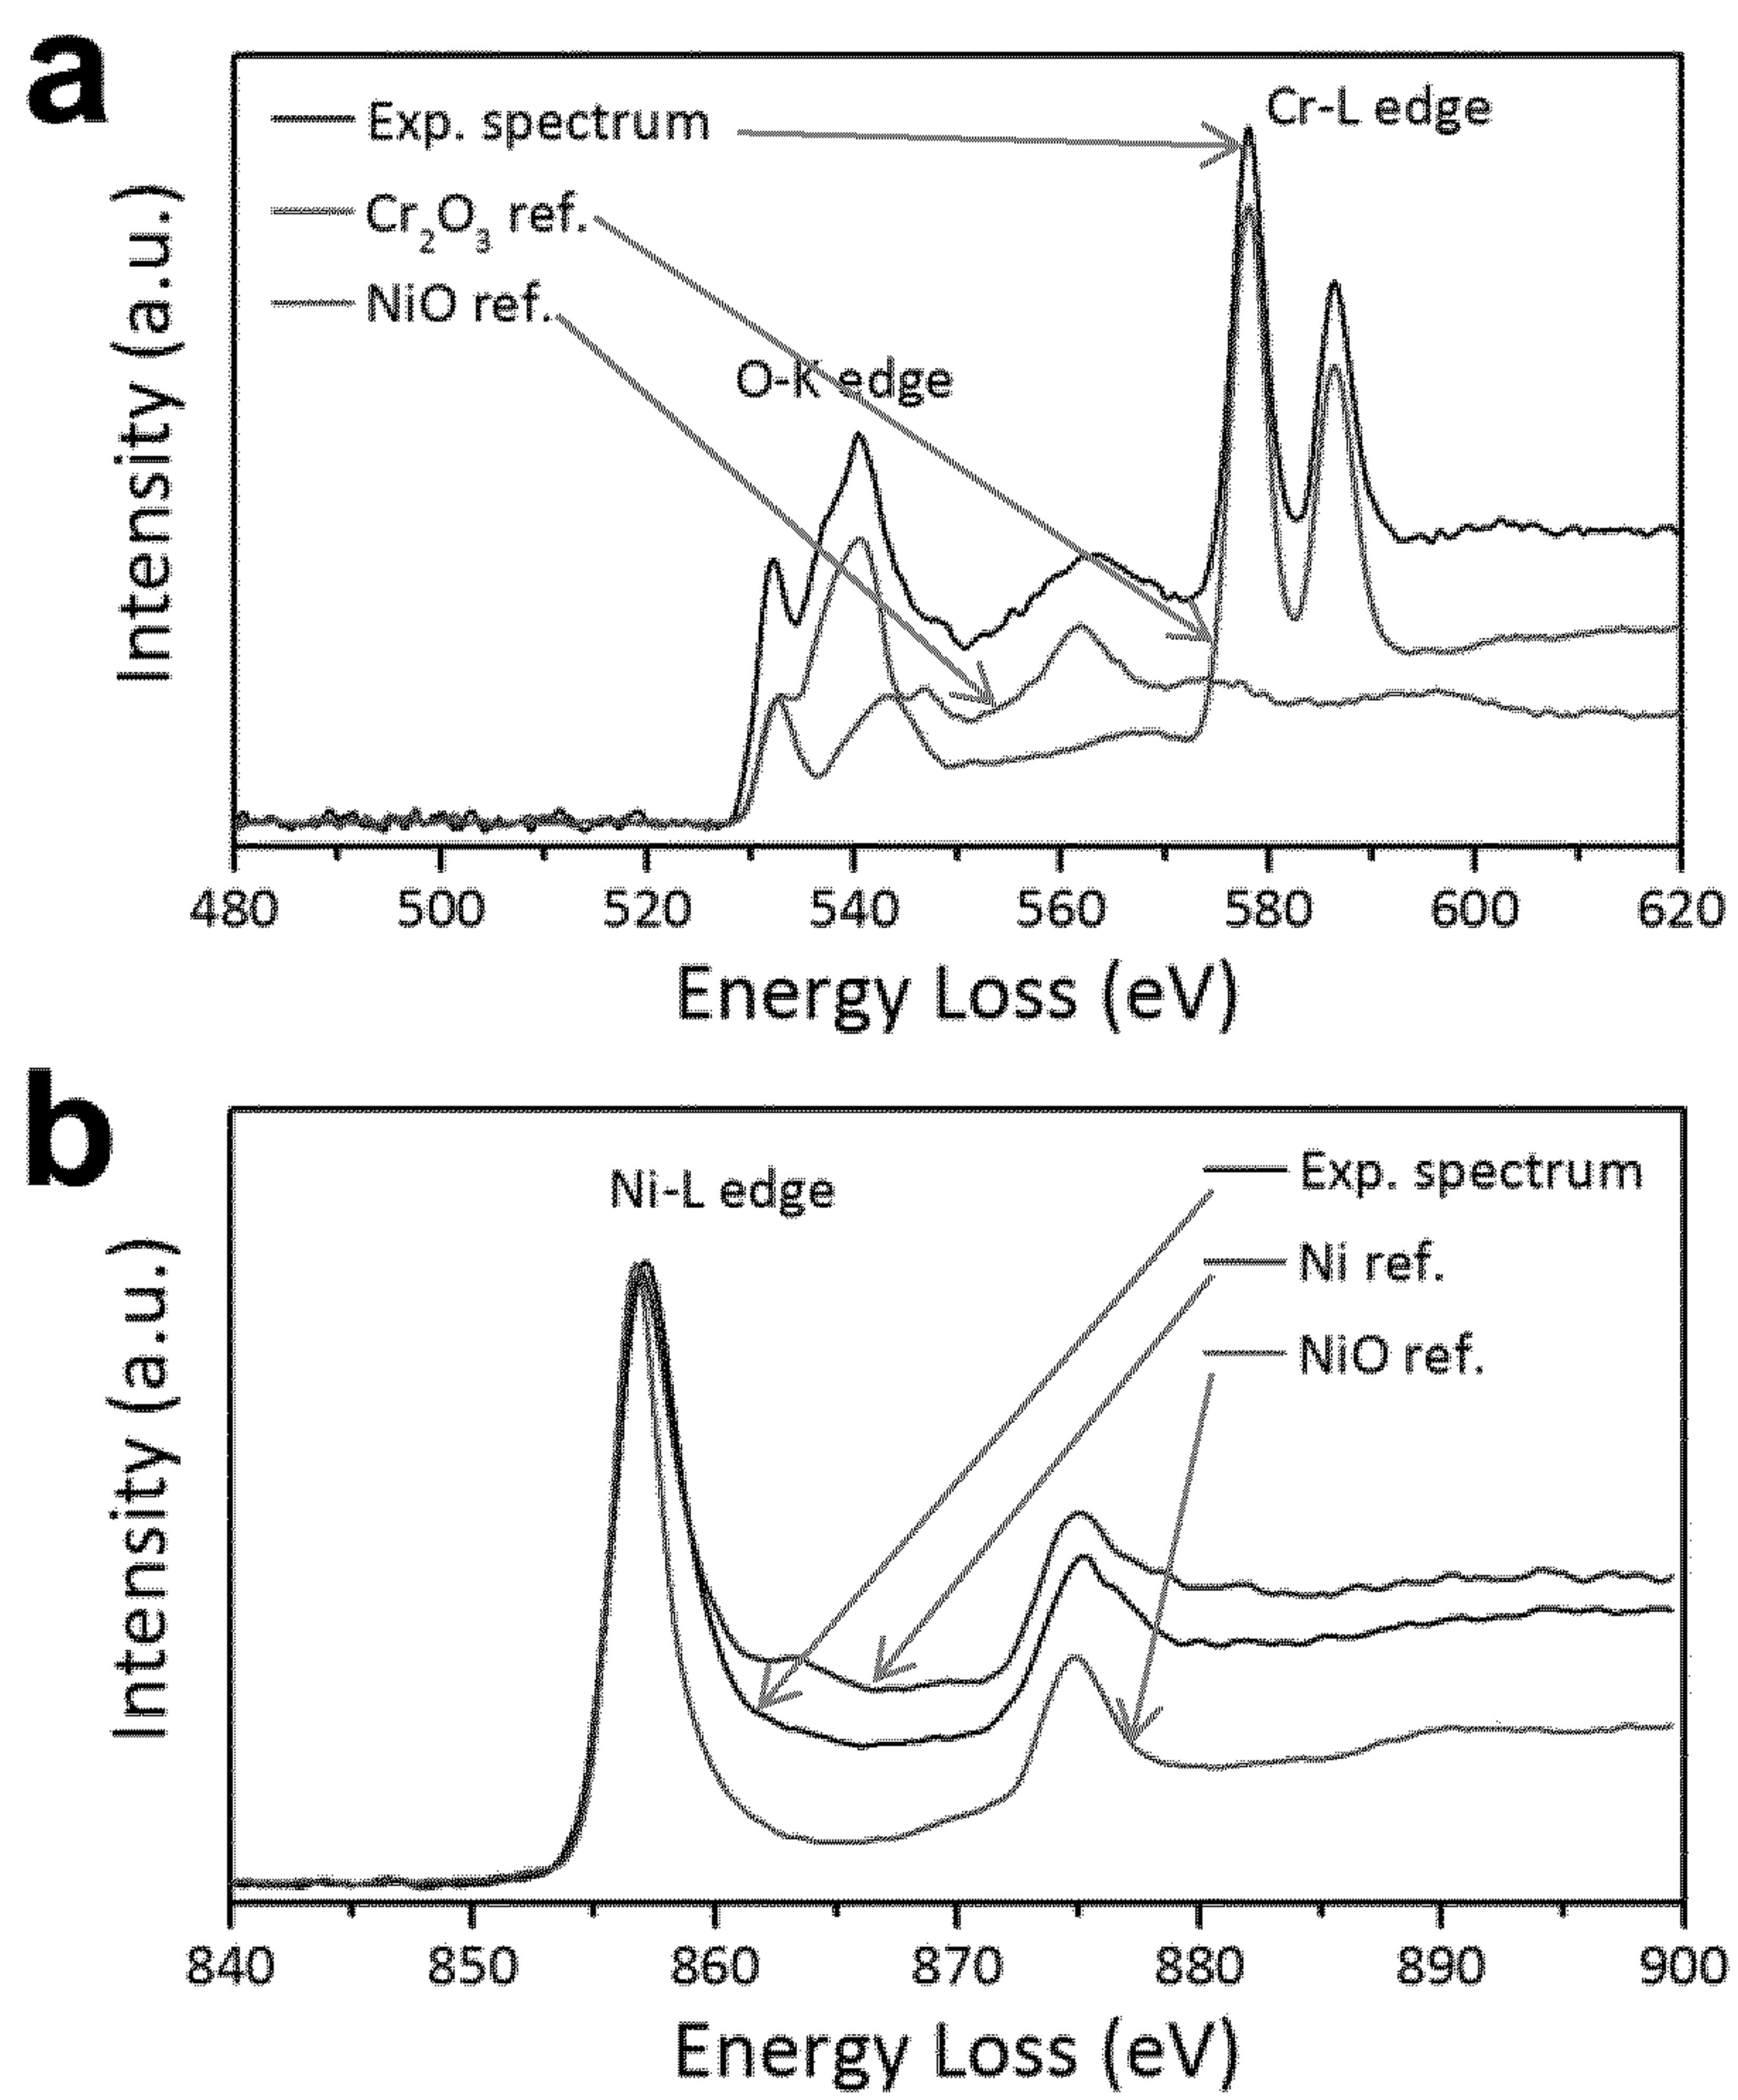 a
Exp. spectrum
Cr-L edge
Cr₂O₃ ref.
NiO ref.
O-K edge
Intensity (a.u.)
480 500 520 540 560 580 600 620
Energy Loss (eV)
b
Ni-L edge
Exp. spectrum
Ni ref.
NiO ref.
Intensity (a.u.)
840 850 860 870 880 890 900
Energy Loss (eV)